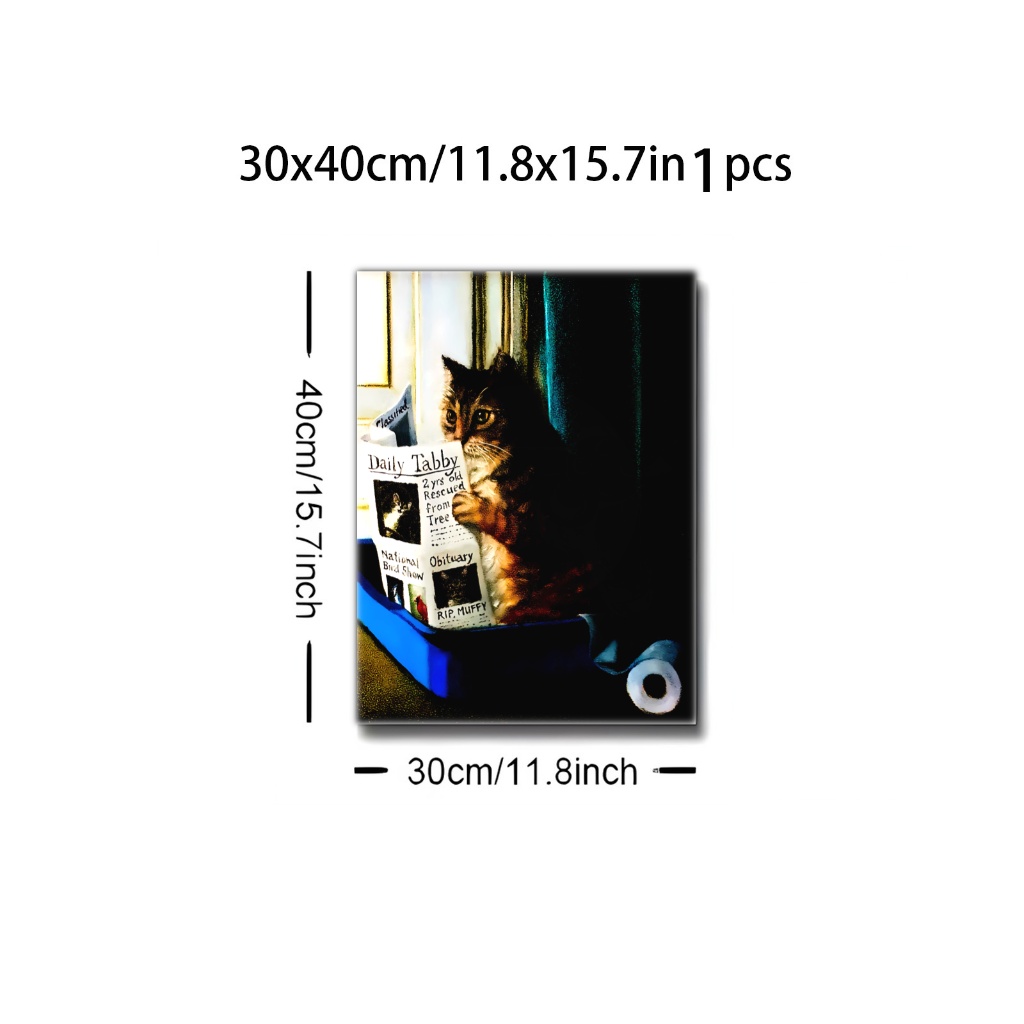 30x40cm/11.8x15.7in 1 pcs
40cm/15.7inch
Classified
Daily Tabby
2 yrs old
Rescued
from
Tree
National
Bird Show
Obituary
RIP, MUFFY
30cm/11.8inch